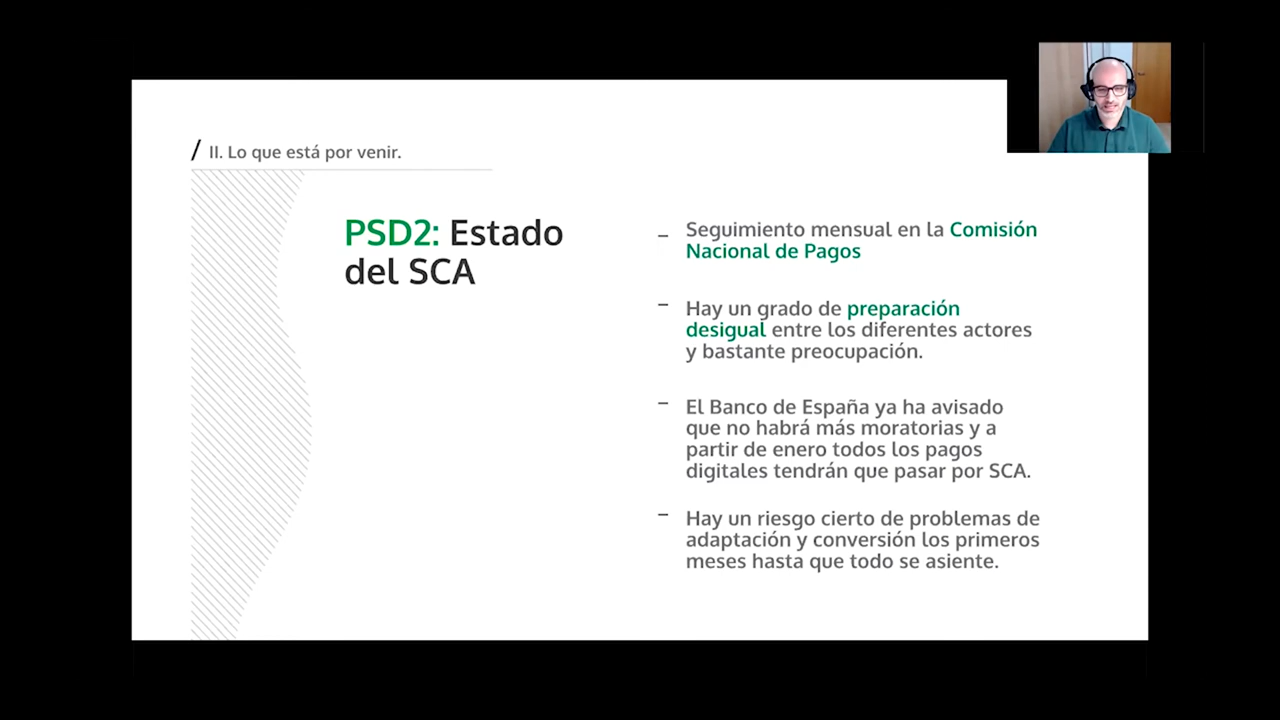 / II. Lo que está por venir.
PSD2: Estado
del SCA
– Seguimiento mensual en la Comisión
Nacional de Pagos
– Hay un grado de preparación
desigual entre los diferentes actores
y bastante preocupación.
– El Banco de España ya ha avisado
que no habrá más moratorias y a
partir de enero todos los pagos
digitales tendrán que pasar por SCA.
– Hay un riesgo cierto de problemas de
adaptación y conversión los primeros
meses hasta que todo se asiente.